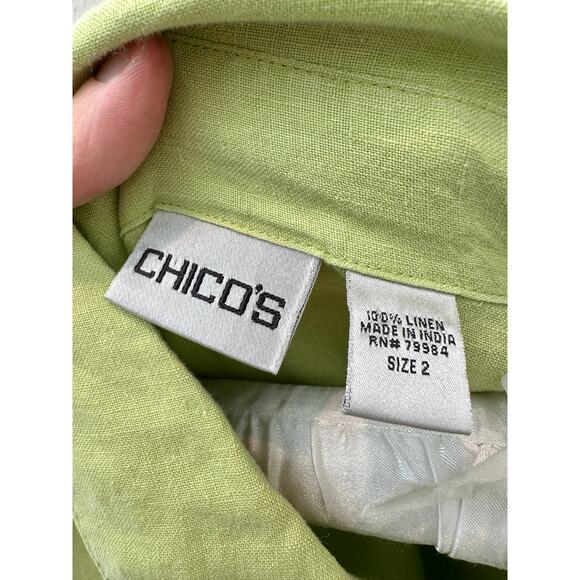 CHICO'S
100% LINEN
MADE IN INDIA
RN# 79984
SIZE 2